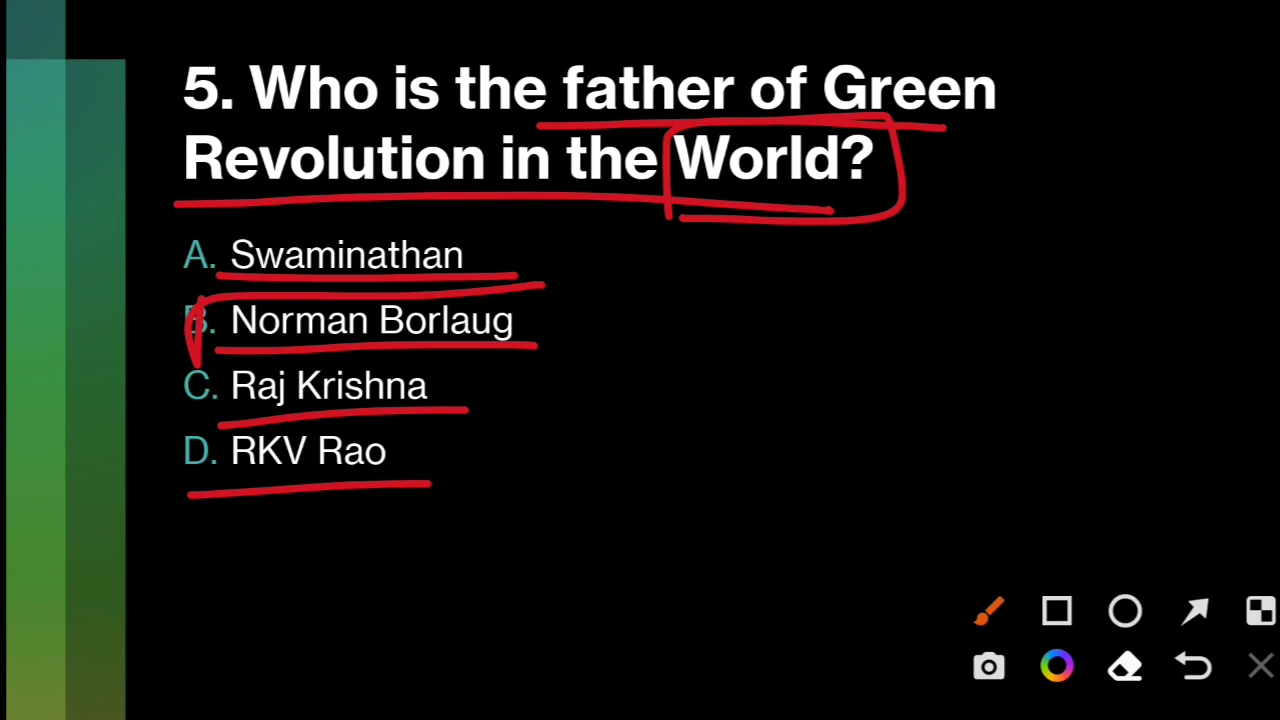 5. Who is the father of Green
Revolution in the World?
A. Swaminathan
B. Norman Borlaug
C. Raj Krishna
D. RKV Rao